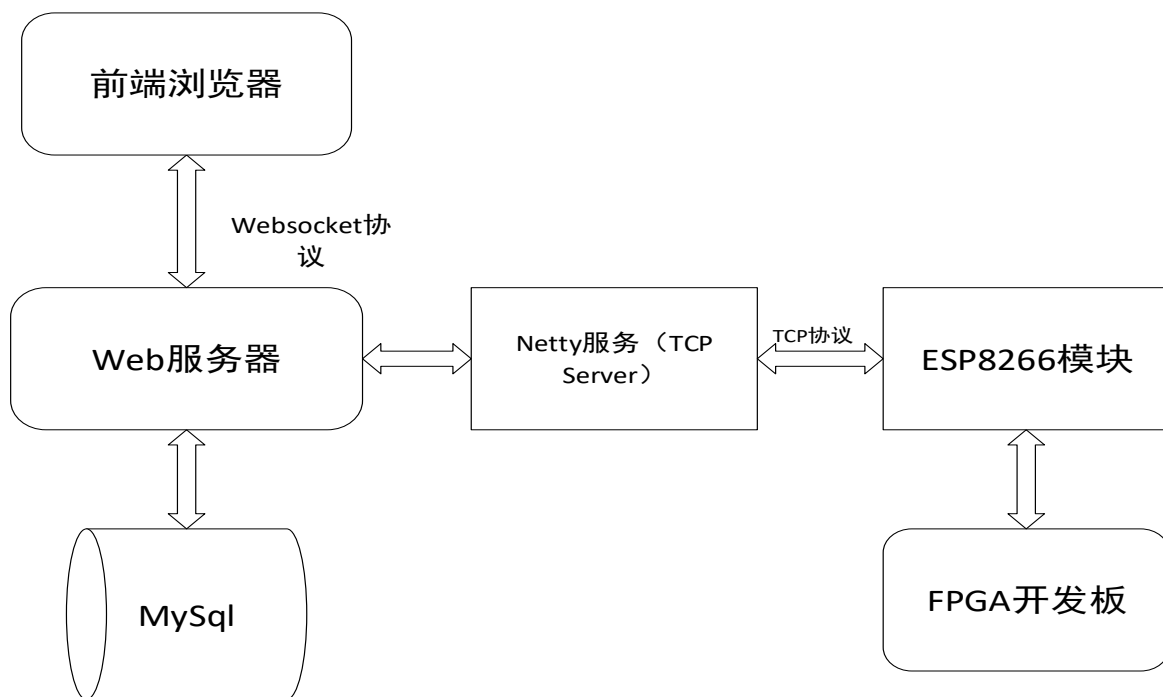 前端浏览器
Websocket协
议
Web服务器
Netty服务（TCP
Server）
TCP协议
ESP8266模块
MySql
FPGA开发板